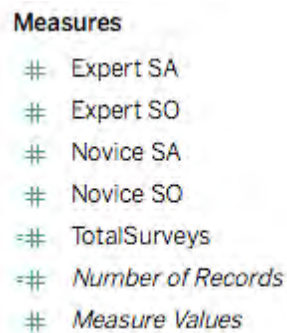 Measures
# Expert SA
# Expert SO
# Novice SA
# Novice SO
=# TotalSurveys
=# Number of Records
# Measure Values